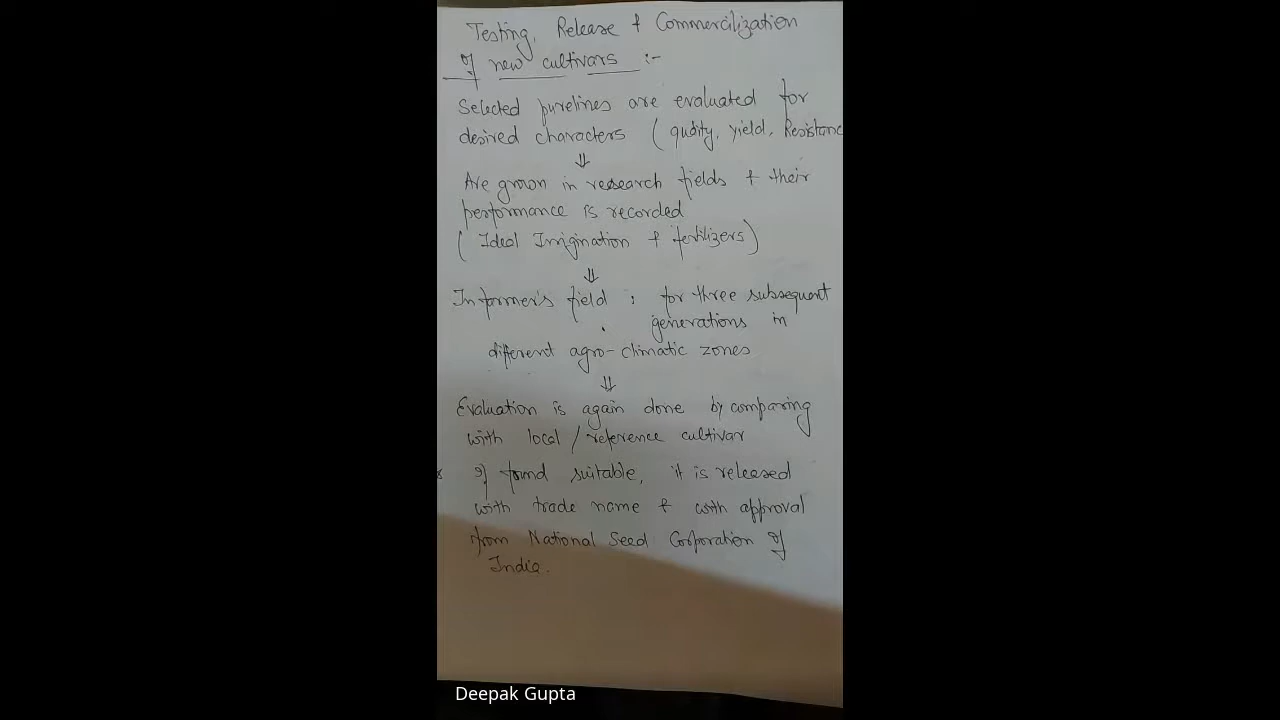 Testing, Release & Commercilization
of new cultivars :-
Selected purelines are evaluated for
desired characters ( qudity, yield, Resistanc
⇓
Are grown in research fields & their
performance is recorded
( Ideal Irrigination & fertilizers)
⇓
In farmer's field : for three subsequent
generations in
different agro-climatic zones
⇓
Evaluation is again done by comparing
with local / reference cultivar
If found suitable, it is released
with trade name & with approval
from National Seed Corporation of
India.
Deepak Gupta